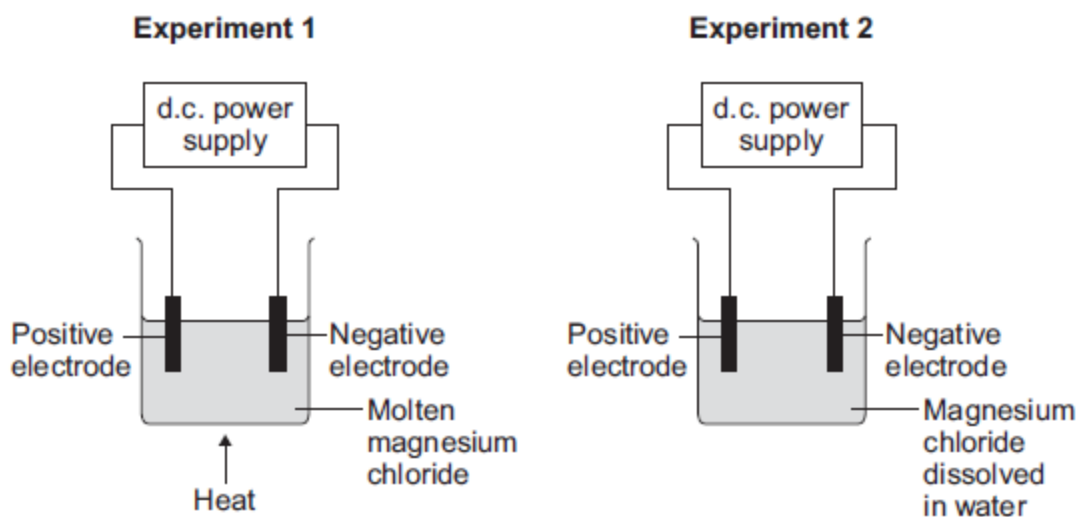 Experiment 1
d.c. power
supply
Positive
electrode
Negative
electrode
Molten
magnesium
chloride
Heat
Experiment 2
d.c. power
supply
Positive
electrode
Negative
electrode
Magnesium
chloride
dissolved
in water